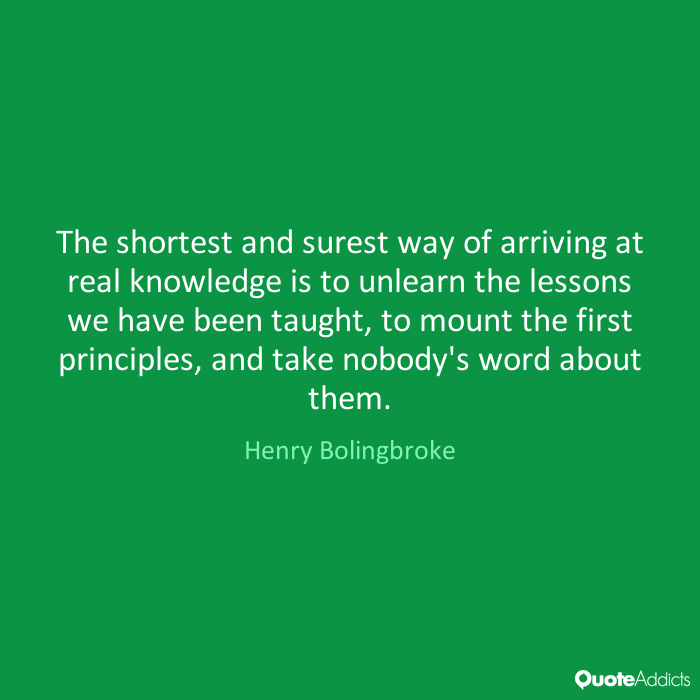 The shortest and surest way of arriving at
real knowledge is to unlearn the lessons
we have been taught, to mount the first
principles, and take nobody's word about
them.
Henry Bolingbroke
QuoteAddicts